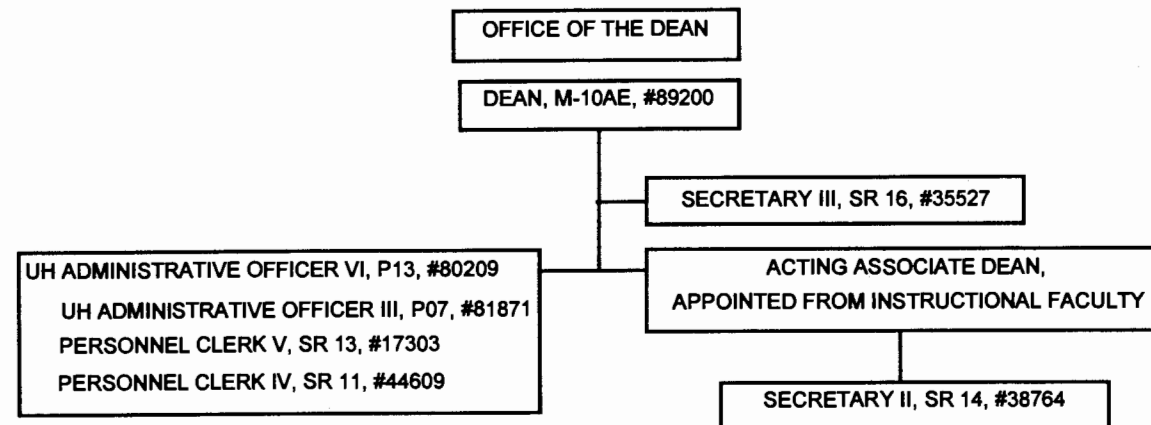 OFFICE OF THE DEAN
DEAN, M-10AE, #89200
SECRETARY III, SR 16, #35527
UH ADMINISTRATIVE OFFICER VI, P13, #80209
UH ADMINISTRATIVE OFFICER III, P07, #81871
PERSONNEL CLERK V, SR 13, #17303
PERSONNEL CLERK IV, SR 11, #44609
ACTING ASSOCIATE DEAN,
APPOINTED FROM INSTRUCTIONAL FACULTY
SECRETARY II, SR 14, #38764